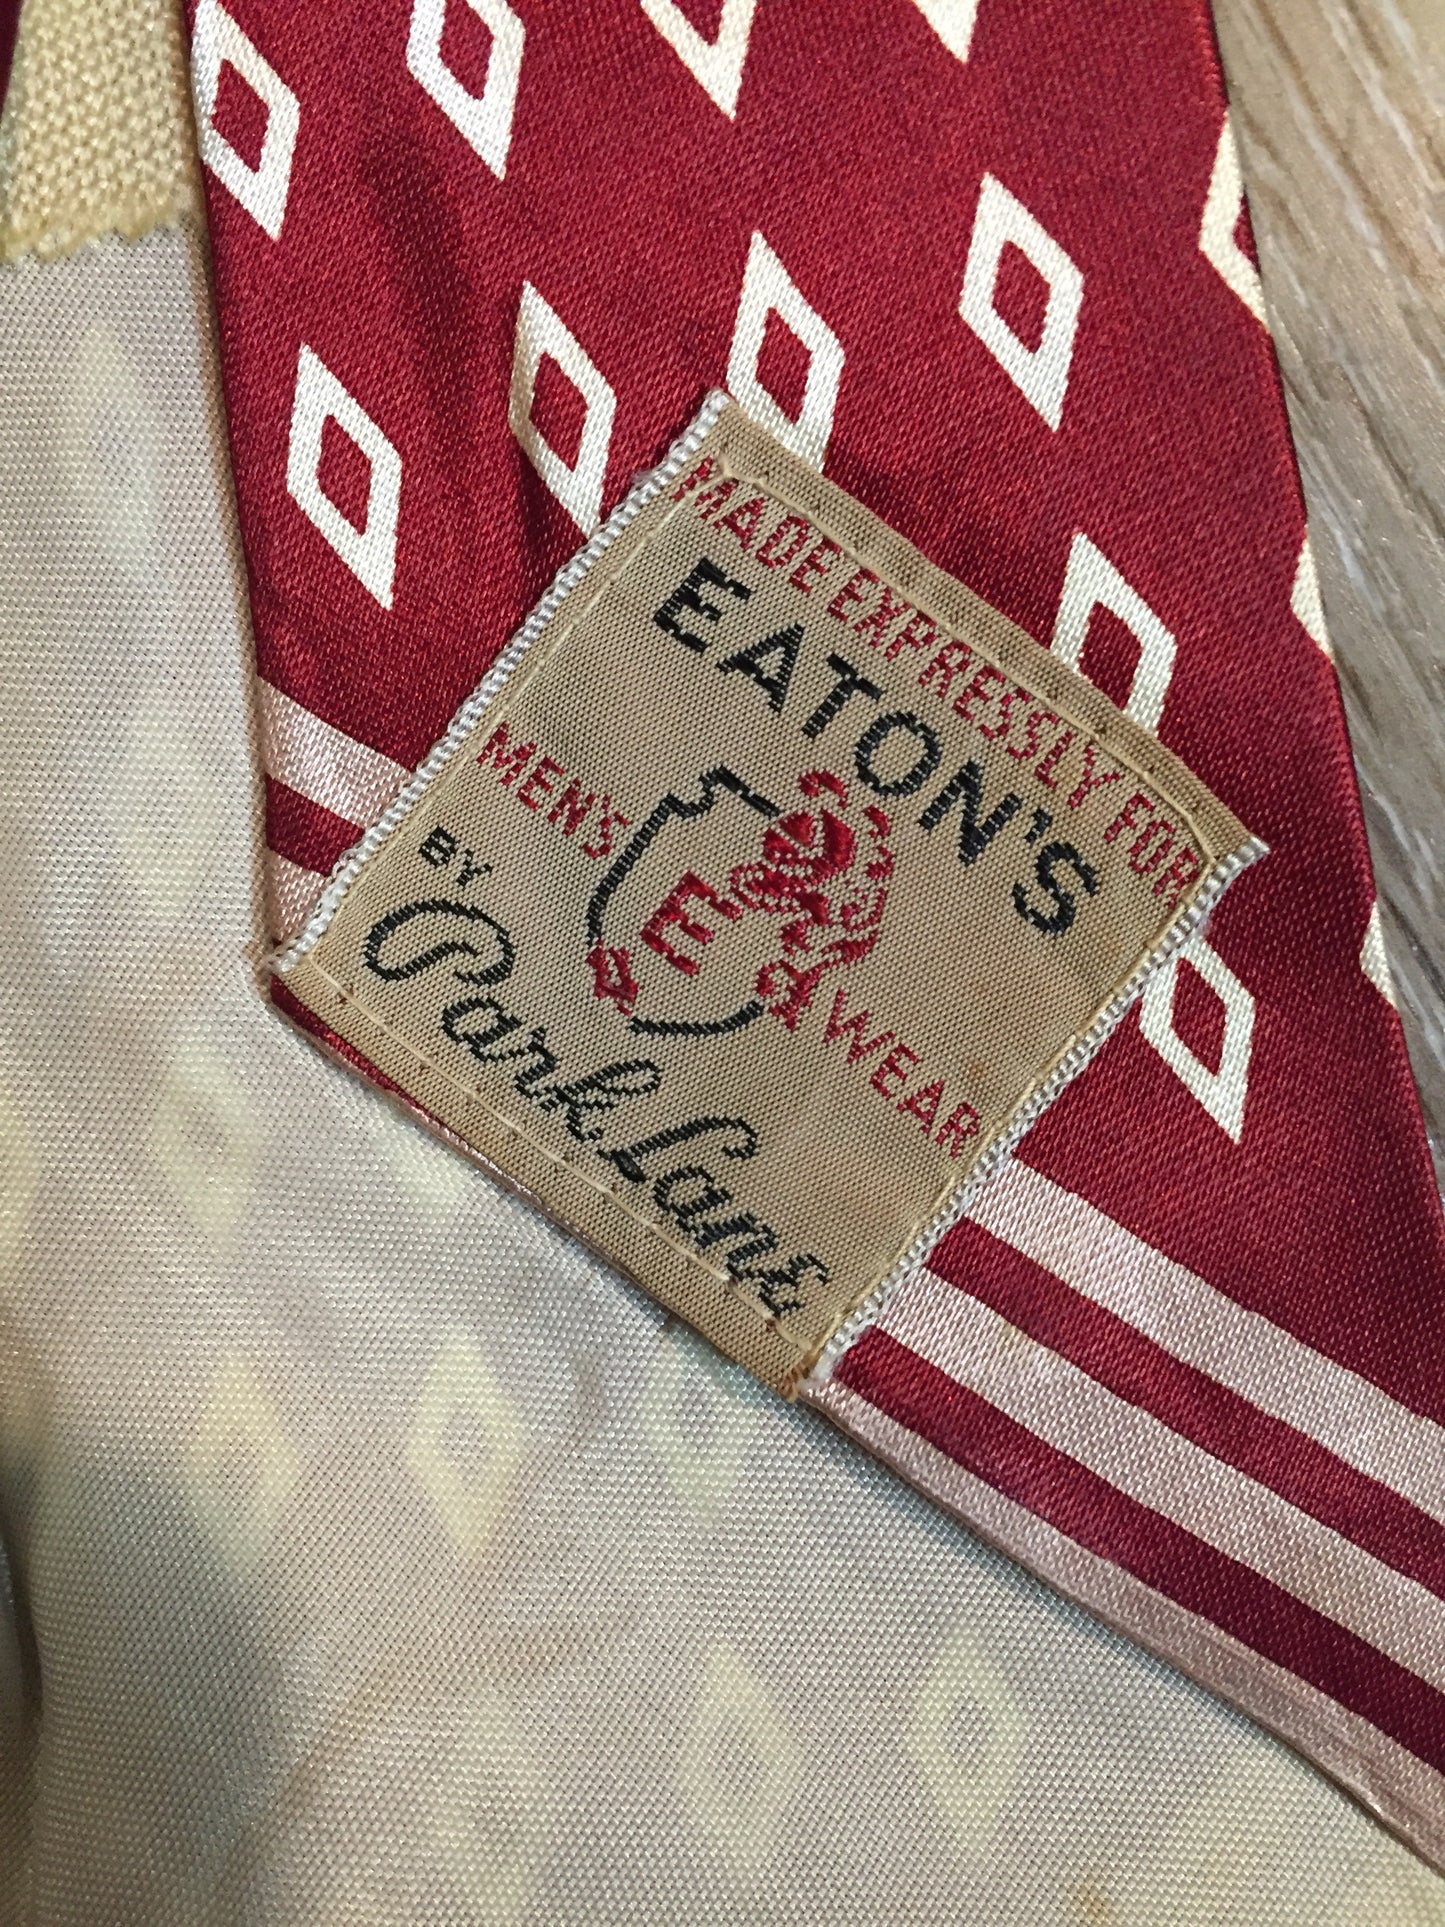 MADE EXPRESSLY FOR
EATON'S
MEN'S E WEAR
BY
Park Lane